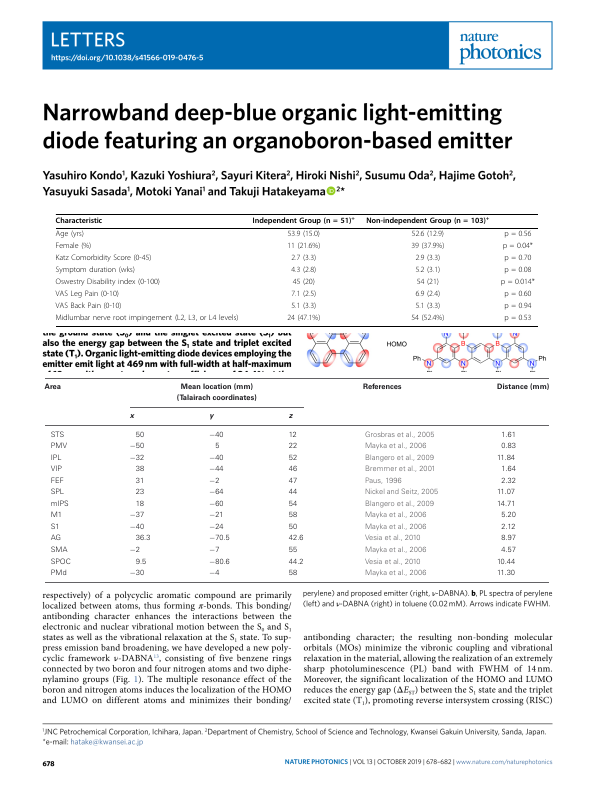 LETTERS
https://doi.org/10.1038/s41566-019-0476-5
nature
photonics
Narrowband deep-blue organic light-emitting
diode featuring an organoboron-based emitter
Yasuhiro Kondo1, Kazuki Yoshiura2, Sayuri Kitera2, Hiroki Nishi2, Susumu Oda2, Hajime Gotoh2,
Yasuyuki Sasada1, Motoki Yanai1 and Takuji Hatakeyama 2*
Characteristic Independent Group (n = 51)+ Non-independent Group (n = 103)+
Age (yrs) 53.9 (15.0) 52.6 (12.9) p = 0.56
Female (%) 11 (21.6%) 39 (37.9%) p = 0.04*
Katz Comorbidity Score (0-45) 2.7 (3.3) 2.9 (3.3) p = 0.70
Symptom duration (wks) 4.3 (2.8) 5.2 (3.1) p = 0.08
Oswestry Disability index (0-100) 45 (20) 54 (21) p = 0.014*
VAS Leg Pain (0-10) 7.1 (2.5) 6.9 (2.4) p = 0.60
VAS Back Pain (0-10) 5.1 (3.3) 5.1 (3.3) p = 0.94
Midlumbar nerve root impingement (L2, L3, or L4 levels) 24 (47.1%) 54 (52.4%) p = 0.53
the ground state (S0) and the singlet excited state (S1) but
also the energy gap between the S1 state and triplet excited
state (T1). Organic light-emitting diode devices employing the
emitter emit light at 469 nm with full-width at half-maximum
HOMO
B B
N N N N
Ph Ph
Area Mean location (mm) References Distance (mm)
(Talairach coordinates)
x y z
STS 50 −40 12 Grosbras et al., 2005 1.61
PMV −50 5 22 Mayka et al., 2006 0.83
IPL −32 −40 52 Blangero et al., 2009 11.84
VIP 38 −44 46 Bremmer et al., 2001 1.64
FEF 31 −2 47 Paus, 1996 2.32
SPL 23 −64 44 Nickel and Seitz, 2005 11.07
mIPS 18 −60 54 Blangero et al., 2009 14.71
M1 −37 −21 58 Mayka et al., 2006 5.20
S1 −40 −24 50 Mayka et al., 2006 2.12
AG 36.3 −70.5 42.6 Vesia et al., 2010 8.97
SMA −2 −7 55 Mayka et al., 2006 4.57
SPOC 9.5 −80.6 44.2 Vesia et al., 2010 10.44
PMd −30 −4 58 Mayka et al., 2006 11.30
respectively) of a polycyclic aromatic compound are primarily
localized between atoms, thus forming π-bonds. This bonding/
antibonding character enhances the interactions between the
electronic and nuclear vibrational motion between the S0 and S1
states as well as the vibrational relaxation at the S1 state. To sup-
press emission band broadening, we have developed a new poly-
cyclic framework ν-DABNA13, consisting of five benzene rings
connected by two boron and four nitrogen atoms and two diphe-
nylamino groups (Fig. 1). The multiple resonance effect of the
boron and nitrogen atoms induces the localization of the HOMO
and LUMO on different atoms and minimizes their bonding/
perylene) and proposed emitter (right, ν-DABNA). b, PL spectra of perylene
(left) and ν-DABNA (right) in toluene (0.02 mM). Arrows indicate FWHM.
antibonding character; the resulting non-bonding molecular
orbitals (MOs) minimize the vibronic coupling and vibrational
relaxation in the material, allowing the realization of an extremely
sharp photoluminescence (PL) band with FWHM of 14 nm.
Moreover, the significant localization of the HOMO and LUMO
reduces the energy gap (ΔEST) between the S1 state and the triplet
excited state (T1), promoting reverse intersystem crossing (RISC)
1JNC Petrochemical Corporation, Ichihara, Japan. 2Department of Chemistry, School of Science and Technology, Kwansei Gakuin University, Sanda, Japan.
*e-mail: hatake@kwansei.ac.jp
678
NATURE PHOTONICS | VOL 13 | OCTOBER 2019 | 678–682 | www.nature.com/naturephotonics